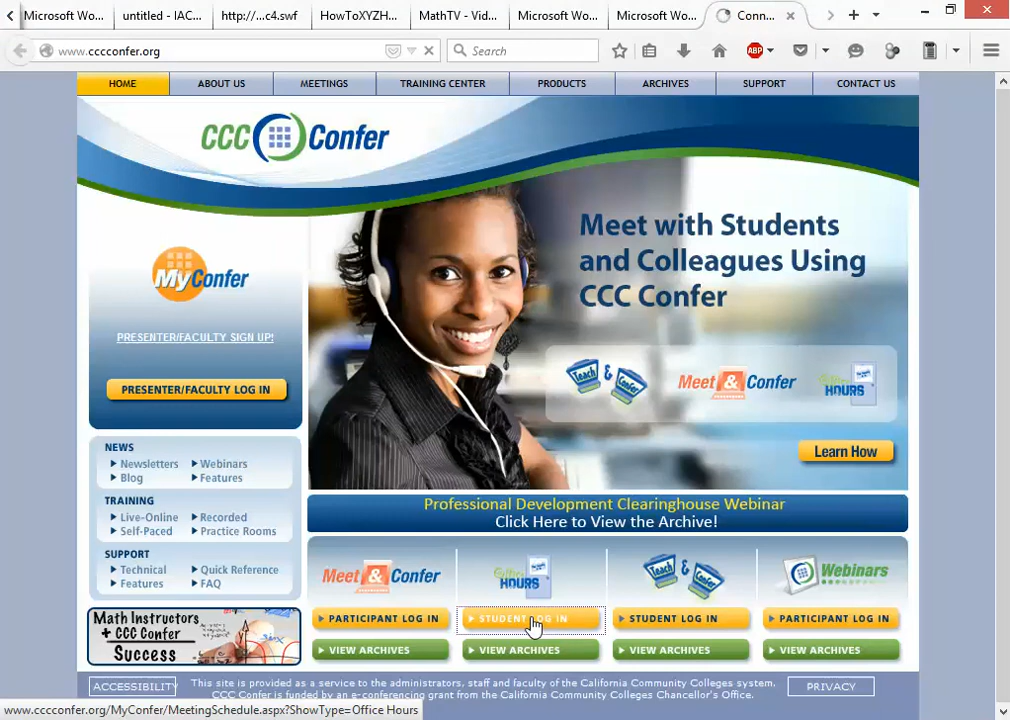 Microsoft Wo...
untitled - IAC...
http://...c4.swf
HowToXYZH...
MathTV - Vid...
Microsoft Wo...
Microsoft Wo...
Conn...
www.cccconfer.org
Search
ABP
HOME
ABOUT US
MEETINGS
TRAINING CENTER
PRODUCTS
ARCHIVES
SUPPORT
CONTACT US
CCC Confer
MyConfer
PRESENTER/FACULTY SIGN UP!
PRESENTER/FACULTY LOG IN
Meet with Students
and Colleagues Using
CCC Confer
Teach & Confer
Meet & Confer
Office HOURS
Learn How
NEWS
Newsletters
Webinars
Blog
Features
TRAINING
Live-Online
Recorded
Self-Paced
Practice Rooms
SUPPORT
Technical
Quick Reference
Features
FAQ
Math Instructors
+ CCC Confer
Success
Professional Development Clearinghouse Webinar
Click Here to View the Archive!
Meet & Confer
Office HOURS
Teach & Confer
Webinars
PARTICIPANT LOG IN
STUDENT LOG IN
STUDENT LOG IN
PARTICIPANT LOG IN
VIEW ARCHIVES
VIEW ARCHIVES
VIEW ARCHIVES
VIEW ARCHIVES
ACCESSIBILITY
This site is provided as a service to the administrators, staff and faculty of the California Community Colleges system.
CCC Confer is funded by an e-conferencing grant from the California Community Colleges Chancellor's Office.
PRIVACY
www.cccconfer.org/MyConfer/MeetingSchedule.aspx?ShowType=Office Hours